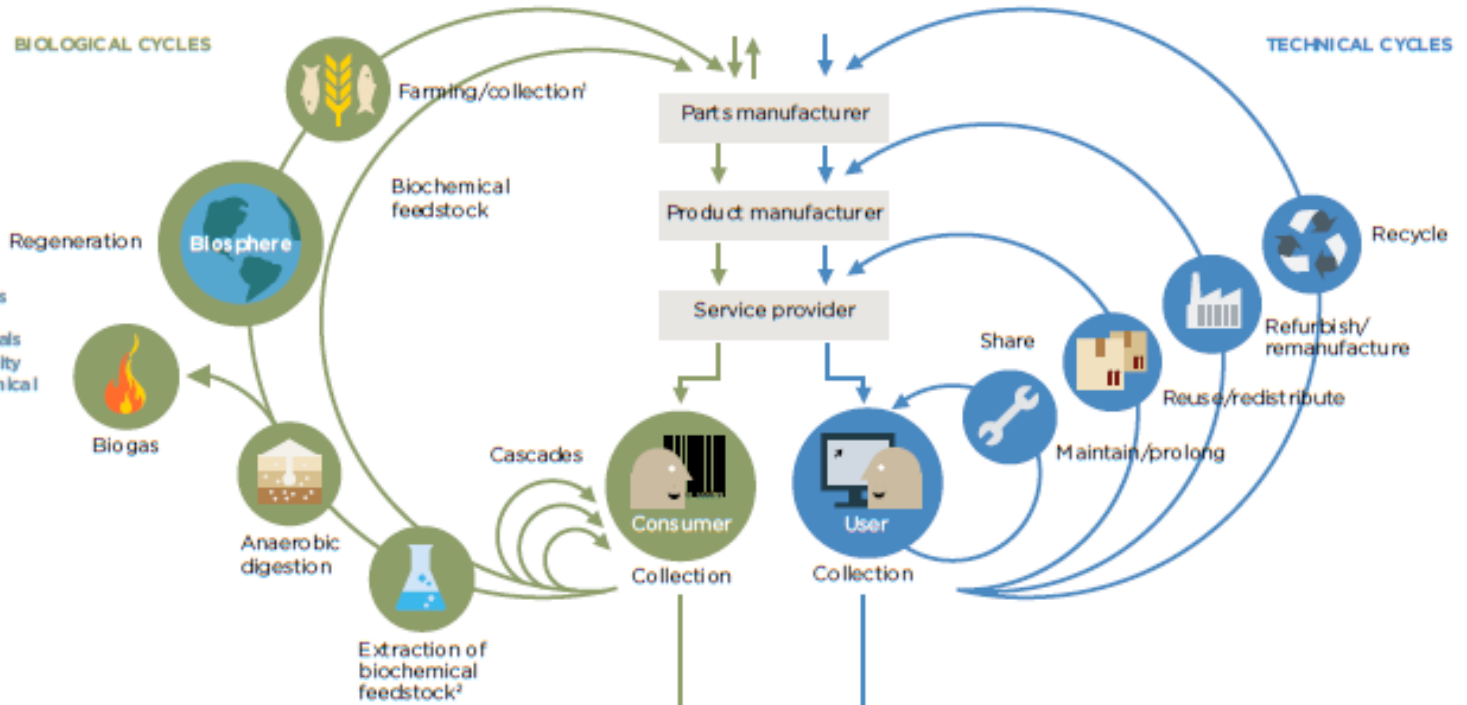 BIOLOGICAL CYCLES
TECHNICAL CYCLES
Farming/collection¹
Parts manufacturer
Biochemical
feedstock
Product manufacturer
Regeneration
Biosphere
Recycle
Service provider
Share
Refurbish/
remanufacture
Reuse/redistribute
Biogas
Cascades
Maintain/prolong
Consumer
User
Anaerobic
digestion
Collection
Collection
Extraction of
biochemical
feedstock²